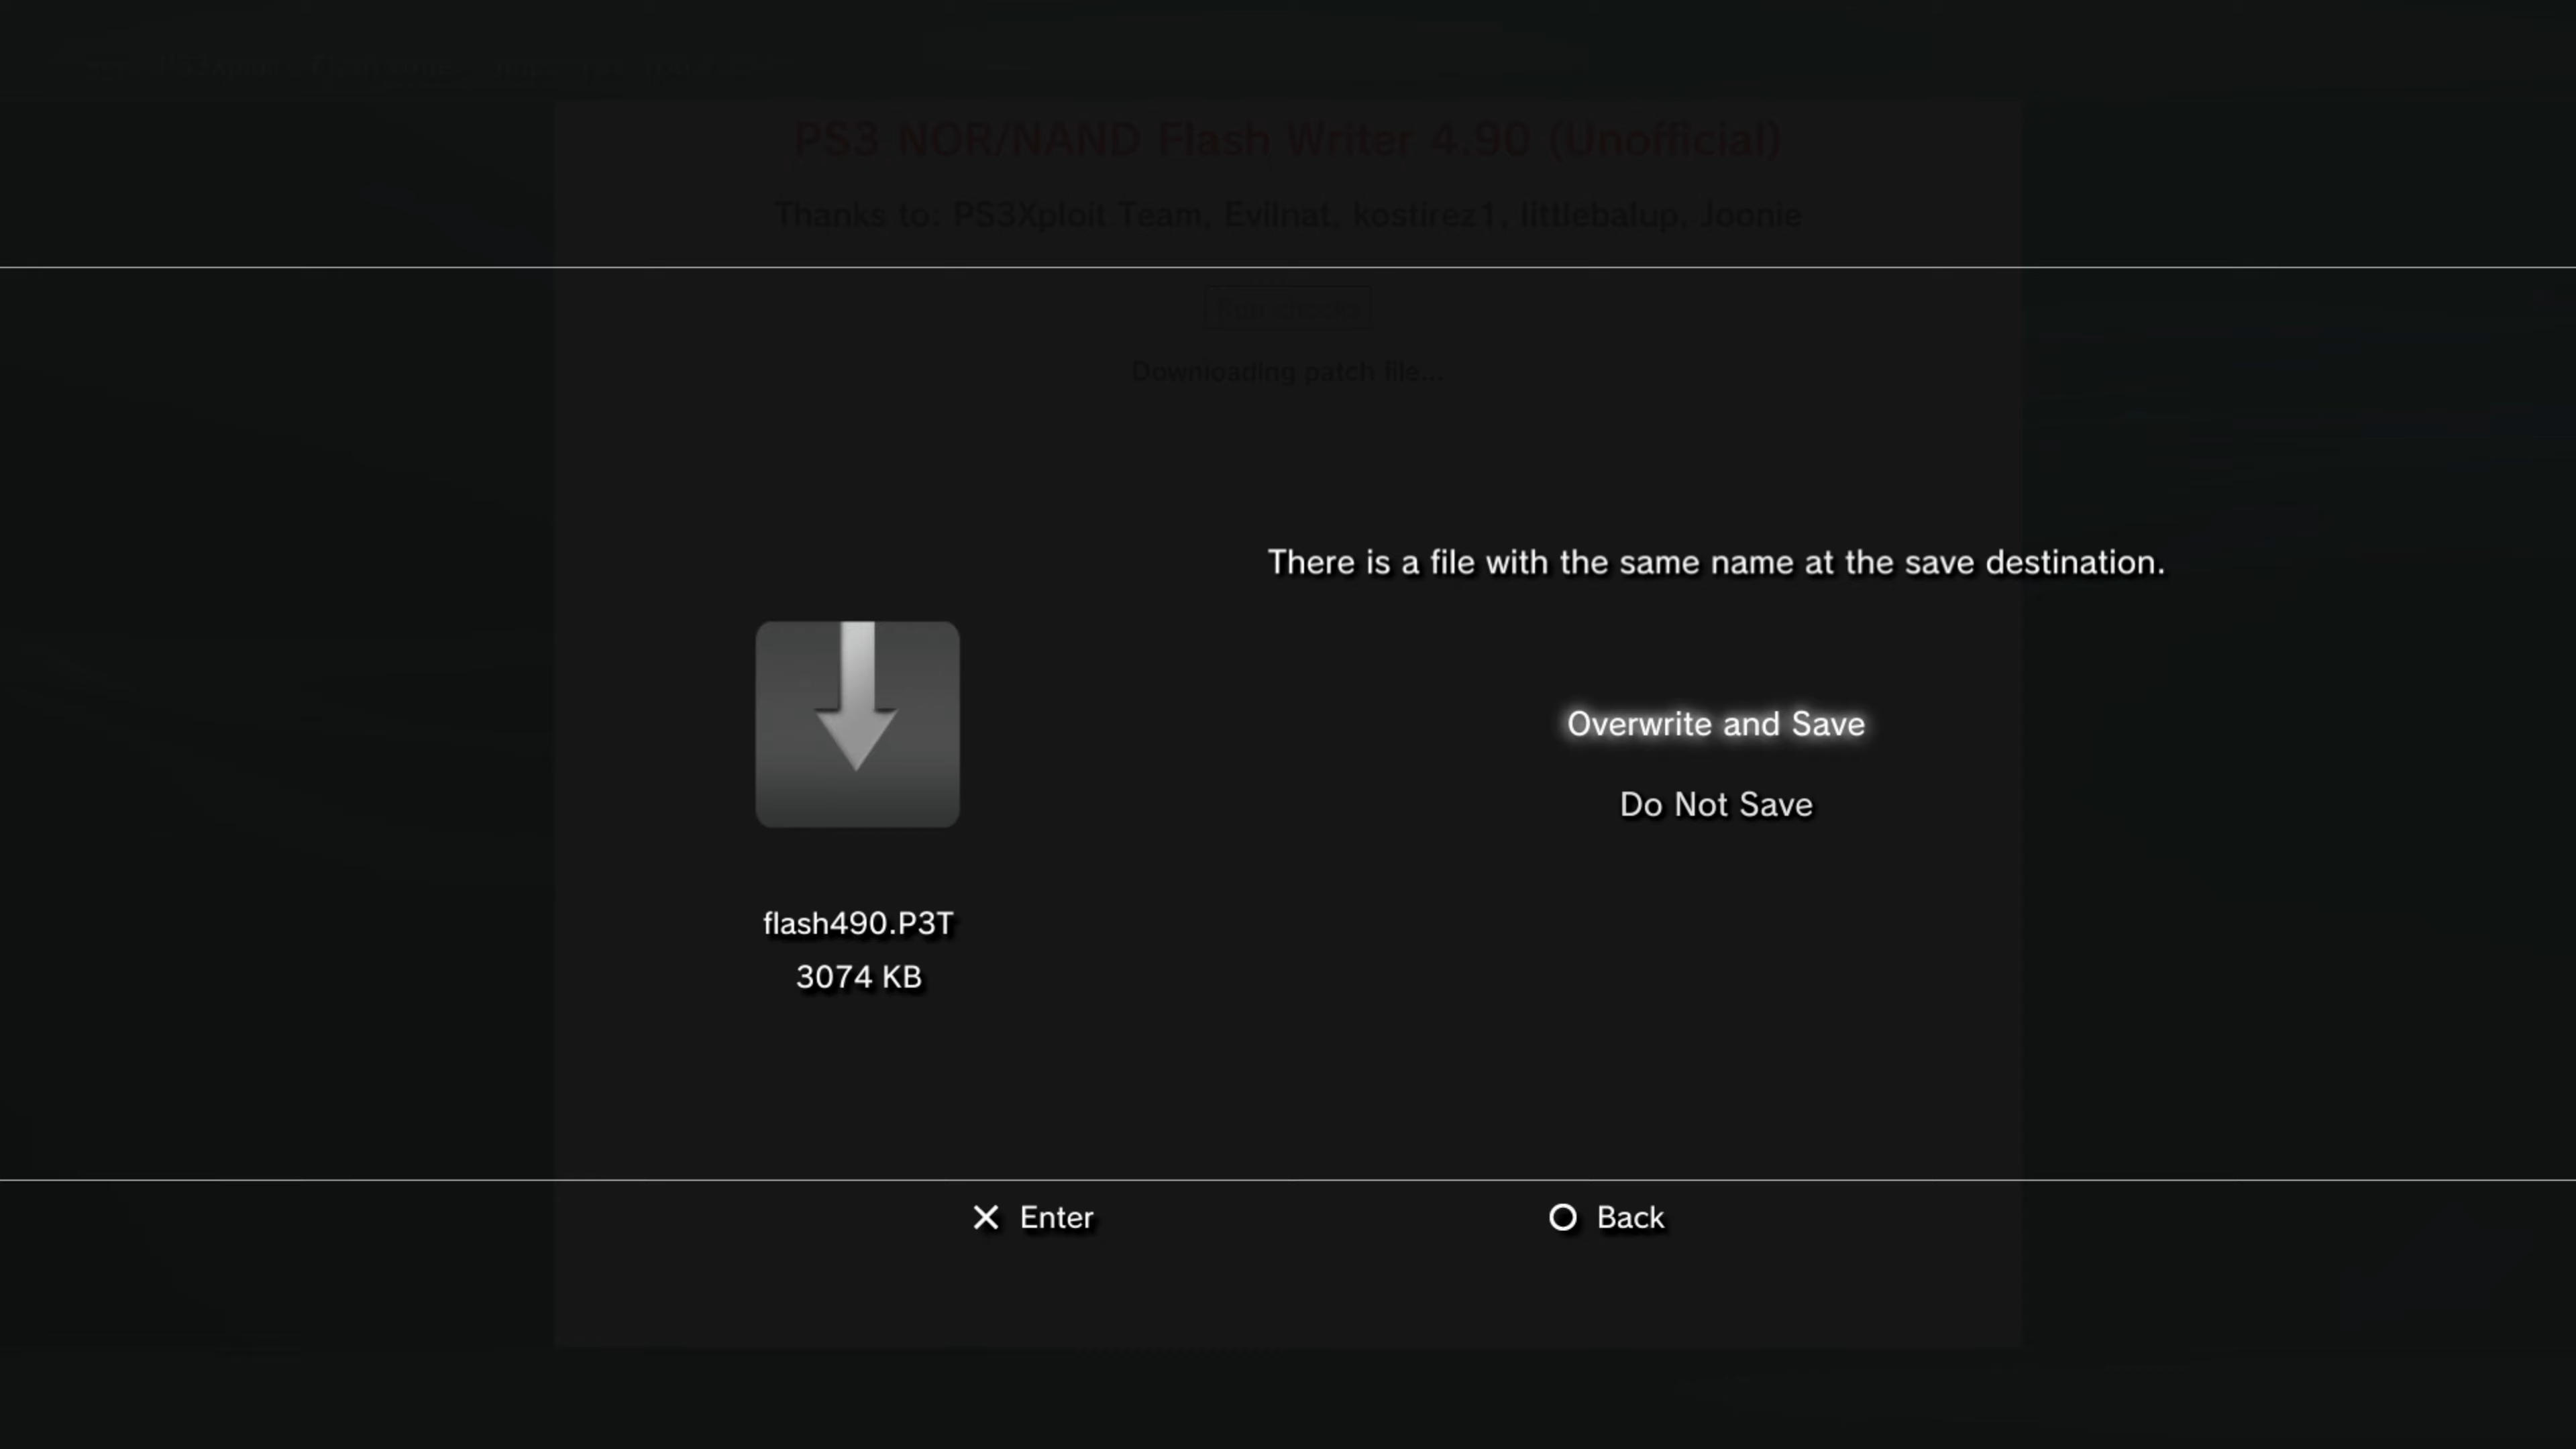 PS3 NOR/NAND Flash Writer 4.90 (Unofficial)
Thanks to: PS3Xploit Team, Evilnat, kostirez1, littlebalup, Joonie
Downloading patch file...
There is a file with the same name at the save destination.
Overwrite and Save
Do Not Save
flash490.P3T
3074 KB
X Enter
O Back